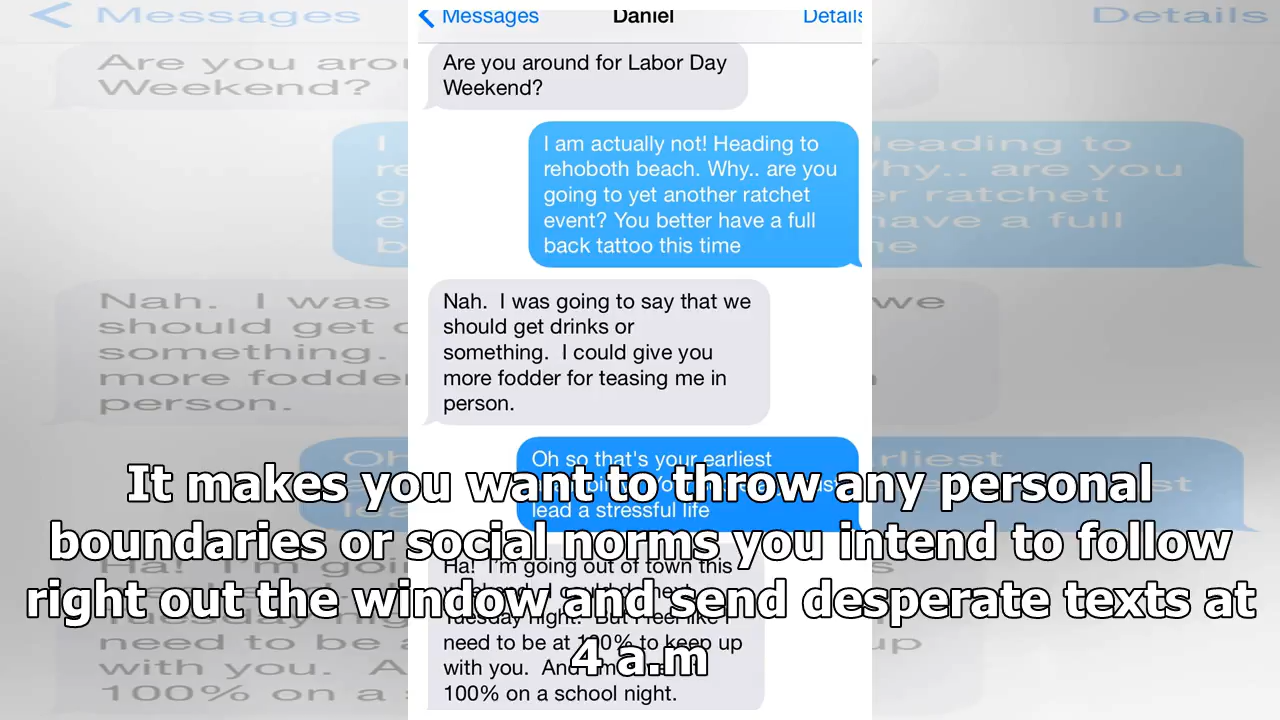 Messages
Daniel
Details
Are you around for Labor Day
Weekend?
I am actually not! Heading to
rehoboth beach. Why.. are you
going to yet another ratchet
event? You better have a full
back tattoo this time
Nah. I was going to say that we
should get drinks or
something. I could give you
more fodder for teasing me in
person.
Oh so that's your earliest
lead a stressful life
Ha! I'm going out of town this
Tuesday night? But I feel like I
need to be at 100% to keep up
with you. And
100% on a school night.
It makes you want to throw any personal
boundaries or social norms you intend to follow
right out the window and send desperate texts at
4 a.m